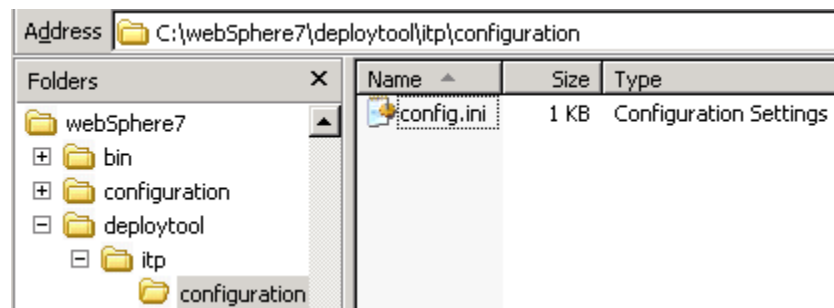 Address C:\webSphere7\deploytool\itp\configuration
Folders x Name Size Type
webSphere7 config.ini 1 KB Configuration Settings
bin
configuration
deploytool
itp
configuration